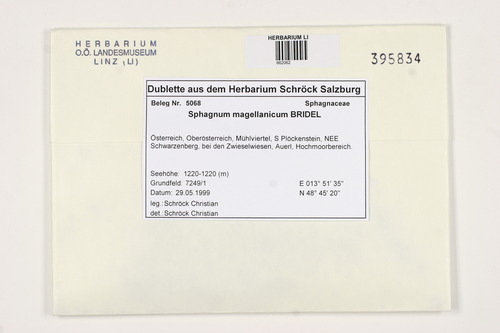 HERBARIUM
O.Ö. LANDESMUSEUM
LINZ (LI)
HERBARIUM LI
395834
Dublette aus dem Herbarium Schröck Salzburg
Beleg Nr. 5068 Sphagnaceae
Sphagnum magellanicum BRIDEL
Österreich, Oberösterreich, Mühlviertel, S Plöckenstein, NEE
Schwarzenberg, bei den Zwieselwiesen, Auerl, Hochmoorbereich.
Seehöhe: 1220-1220 (m)
Grundfeld: 7249/1 E 013° 51' 35"
Datum: 29.05.1999 N 48° 45' 20"
leg.:Schröck Christian
det.:Schröck Christian